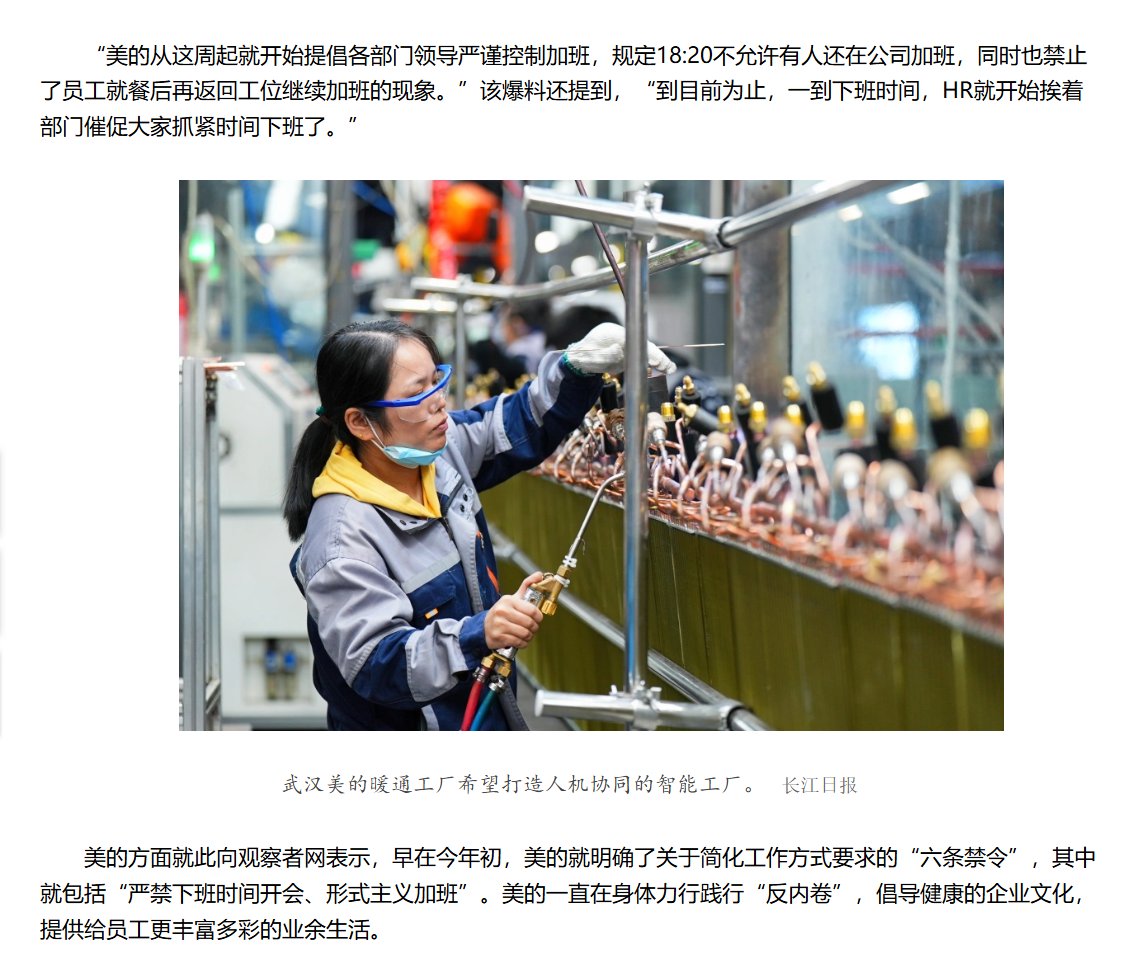 “美的从这周起就开始提倡各部门领导严谨控制加班，规定18:20不允许有人还在公司加班，同时也禁止
了员工就餐后再返回工位继续加班的现象。”该爆料还提到，“到目前为止，一到下班时间，HR就开始挨着
部门催促大家抓紧时间下班了。”
武汉美的暖通工厂希望打造人机协同的智能工厂。 长江日报
美的方面就此向观察者网表示，早在今年初，美的就明确了关于简化工作方式要求的“六条禁令”，其中
就包括“严禁下班时间开会、形式主义加班”。美的一直在身体力行践行“反内卷”，倡导健康的企业文化，
提供给员工更丰富多彩的业余生活。